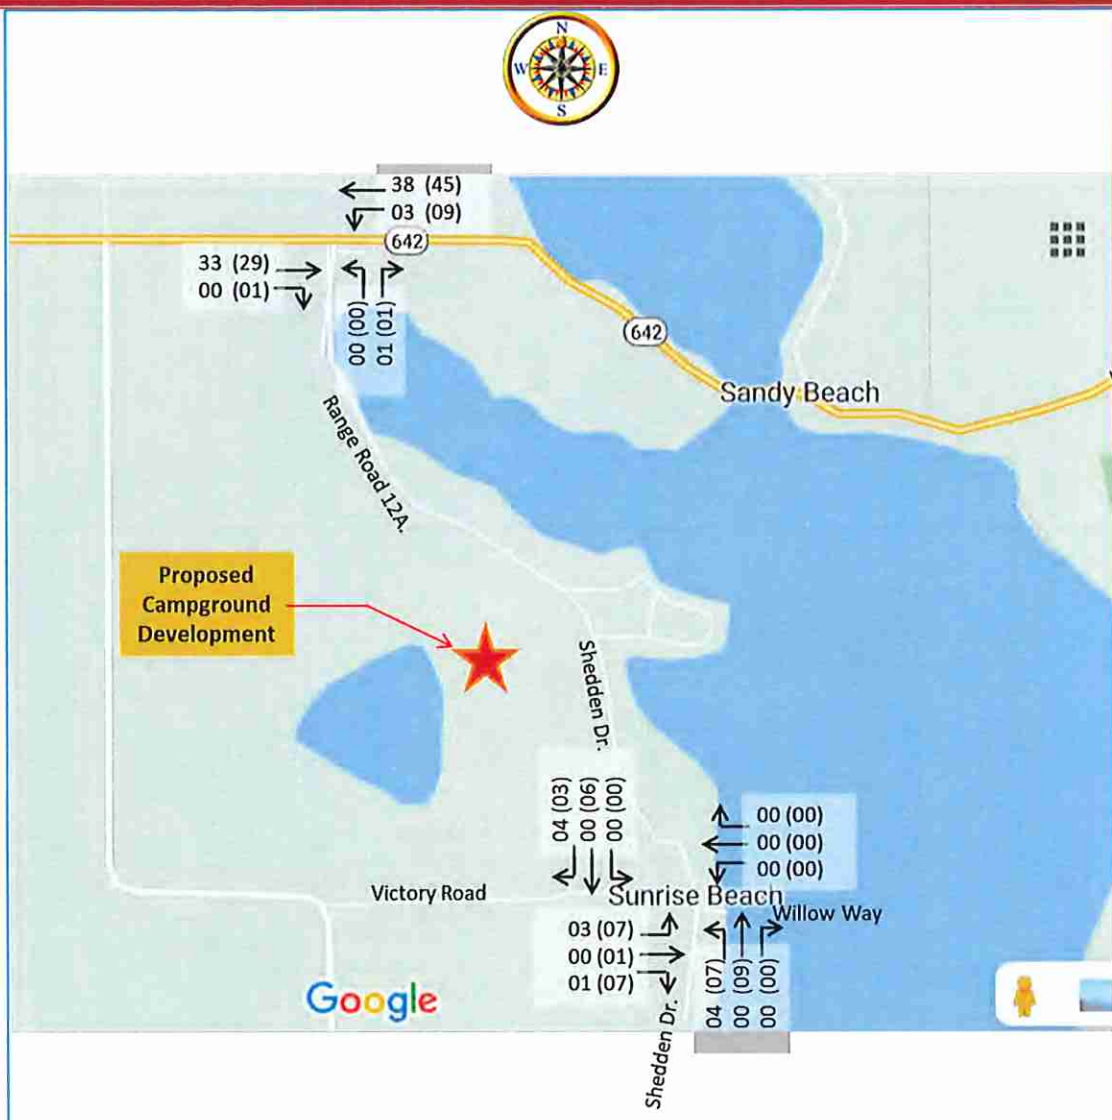 N
W E
S
38 (45)
03 (09)
642
33 (29)
00 (01)
00 (00)
01 (01)
642
Sandy Beach
Range Road 12A.
Proposed
Campground
Development
Shedden Dr.
04 (03)
00 (06)
00 (00)
00 (00)
00 (00)
00 (00)
Victory Road
Sunrise Beach
Willow Way
03 (07)
00 (01)
01 (07)
04 (07)
00 (09)
00 (00)
Google
Shedden Dr.